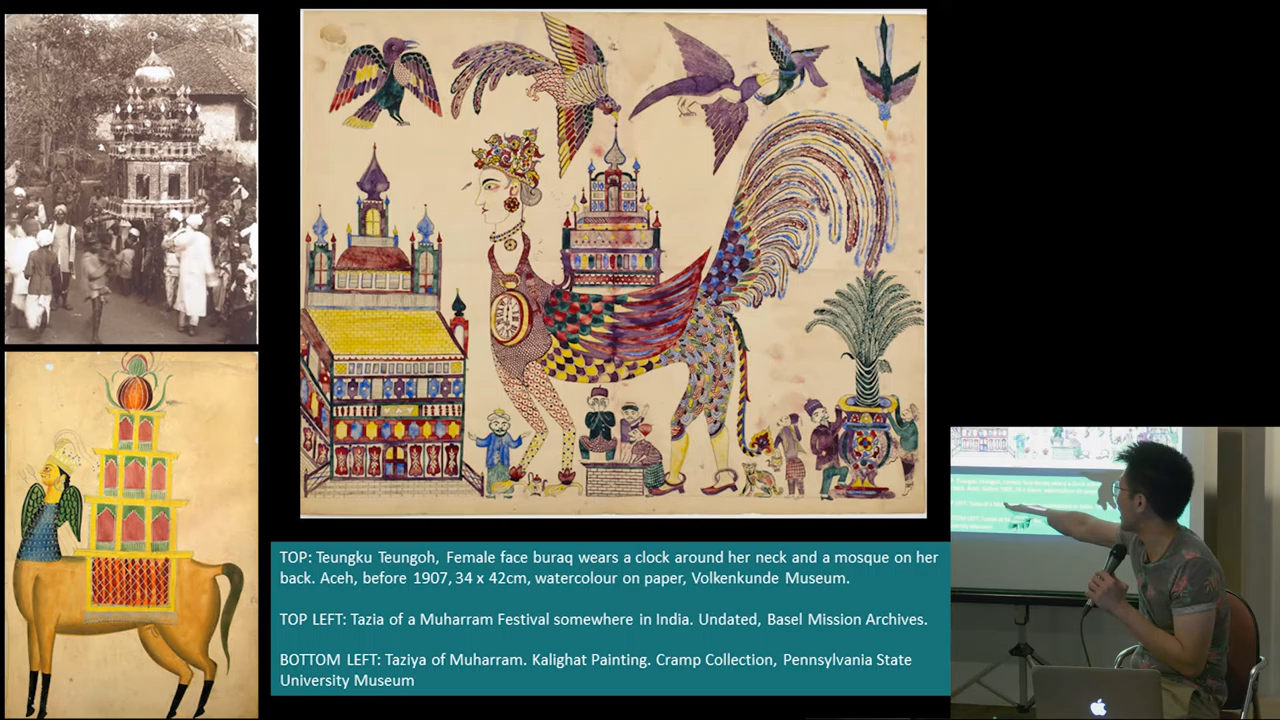 TOP: Teungku Teungoh, Female face buraq wears a clock around her neck and a mosque on her
back. Aceh, before 1907, 34 x 42cm, watercolour on paper, Volkenkunde Museum.
TOP LEFT: Tazia of a Muharram Festival somewhere in India. Undated, Basel Mission Archives.
BOTTOM LEFT: Taziya of Muharram. Kalighat Painting. Cramp Collection, Pennsylvania State
University Museum